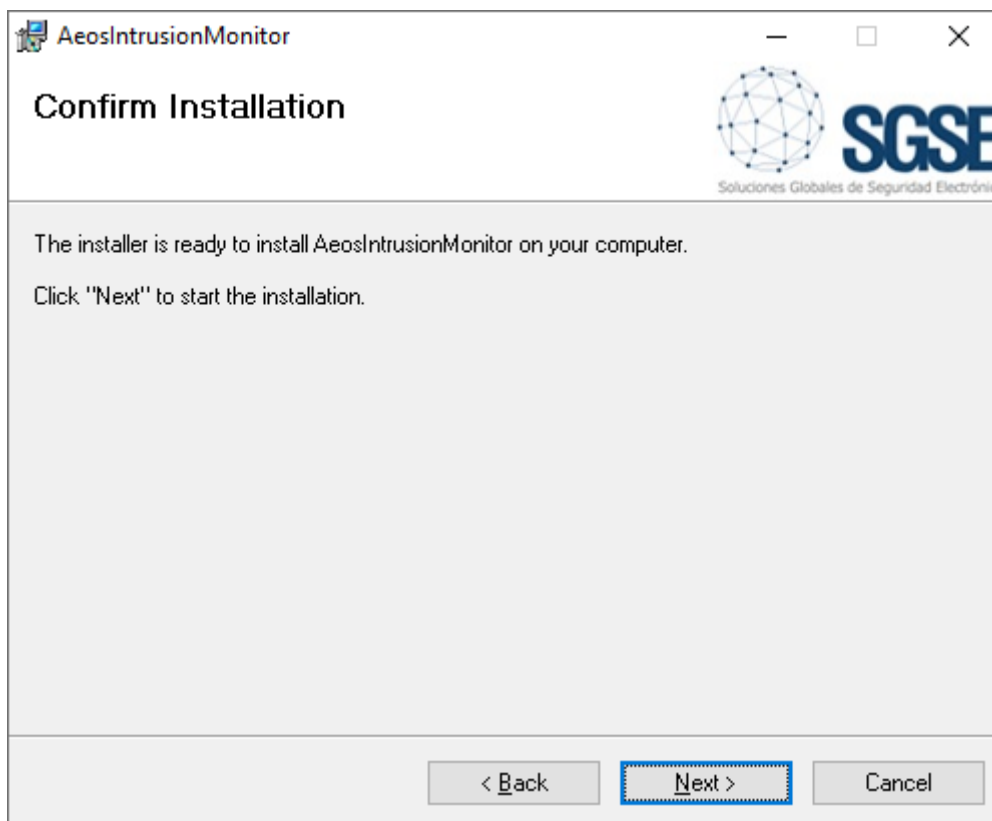 AeosIntrusionMonitor
Confirm Installation
SGSE
Soluciones Globales de Seguridad Electróni
The installer is ready to install AeosIntrusionMonitor on your computer.
Click "Next" to start the installation.
< Back
Next >
Cancel